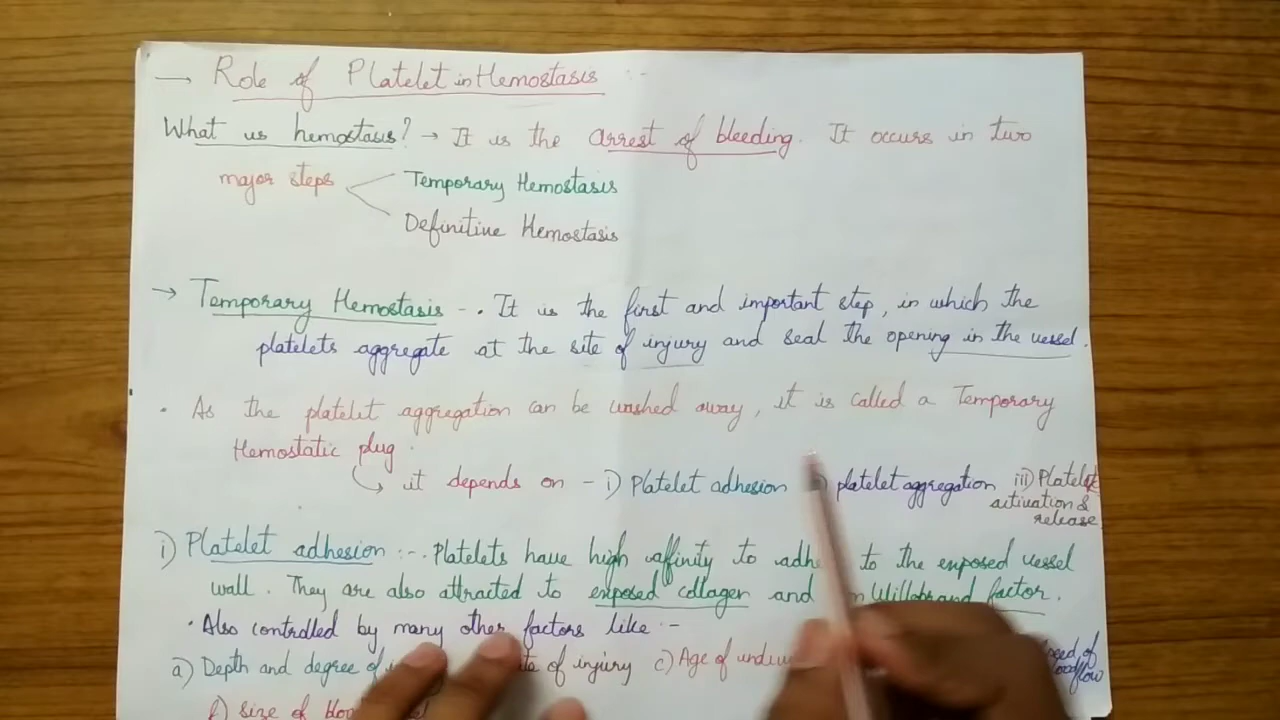 → Role of Platelet in Hemostasis :-
What is hemostasis? → It is the arrest of bleeding. It occurs in two
major steps
Temporary Hemostasis
Definitive Hemostasis
→ Temporary Hemostasis -. It is the first and important step, in which the
platelets aggregate at the site of injury and seal the opening in the vessel.
• As the platelet aggregation can be washed away, it is called a Temporary
Hemostatic plug.
it depends on - i) Platelet adhesion platelet aggregation iii) Platelet
activation &
release
i) Platelet adhesion :-. Platelets have high affinity to to the exposed vessel
wall. They are also attracted to exposed collagen and Willebrand factor.
• Also controlled by many other factors like :-
a) Depth and degree of of injury c) Age of
f) size of